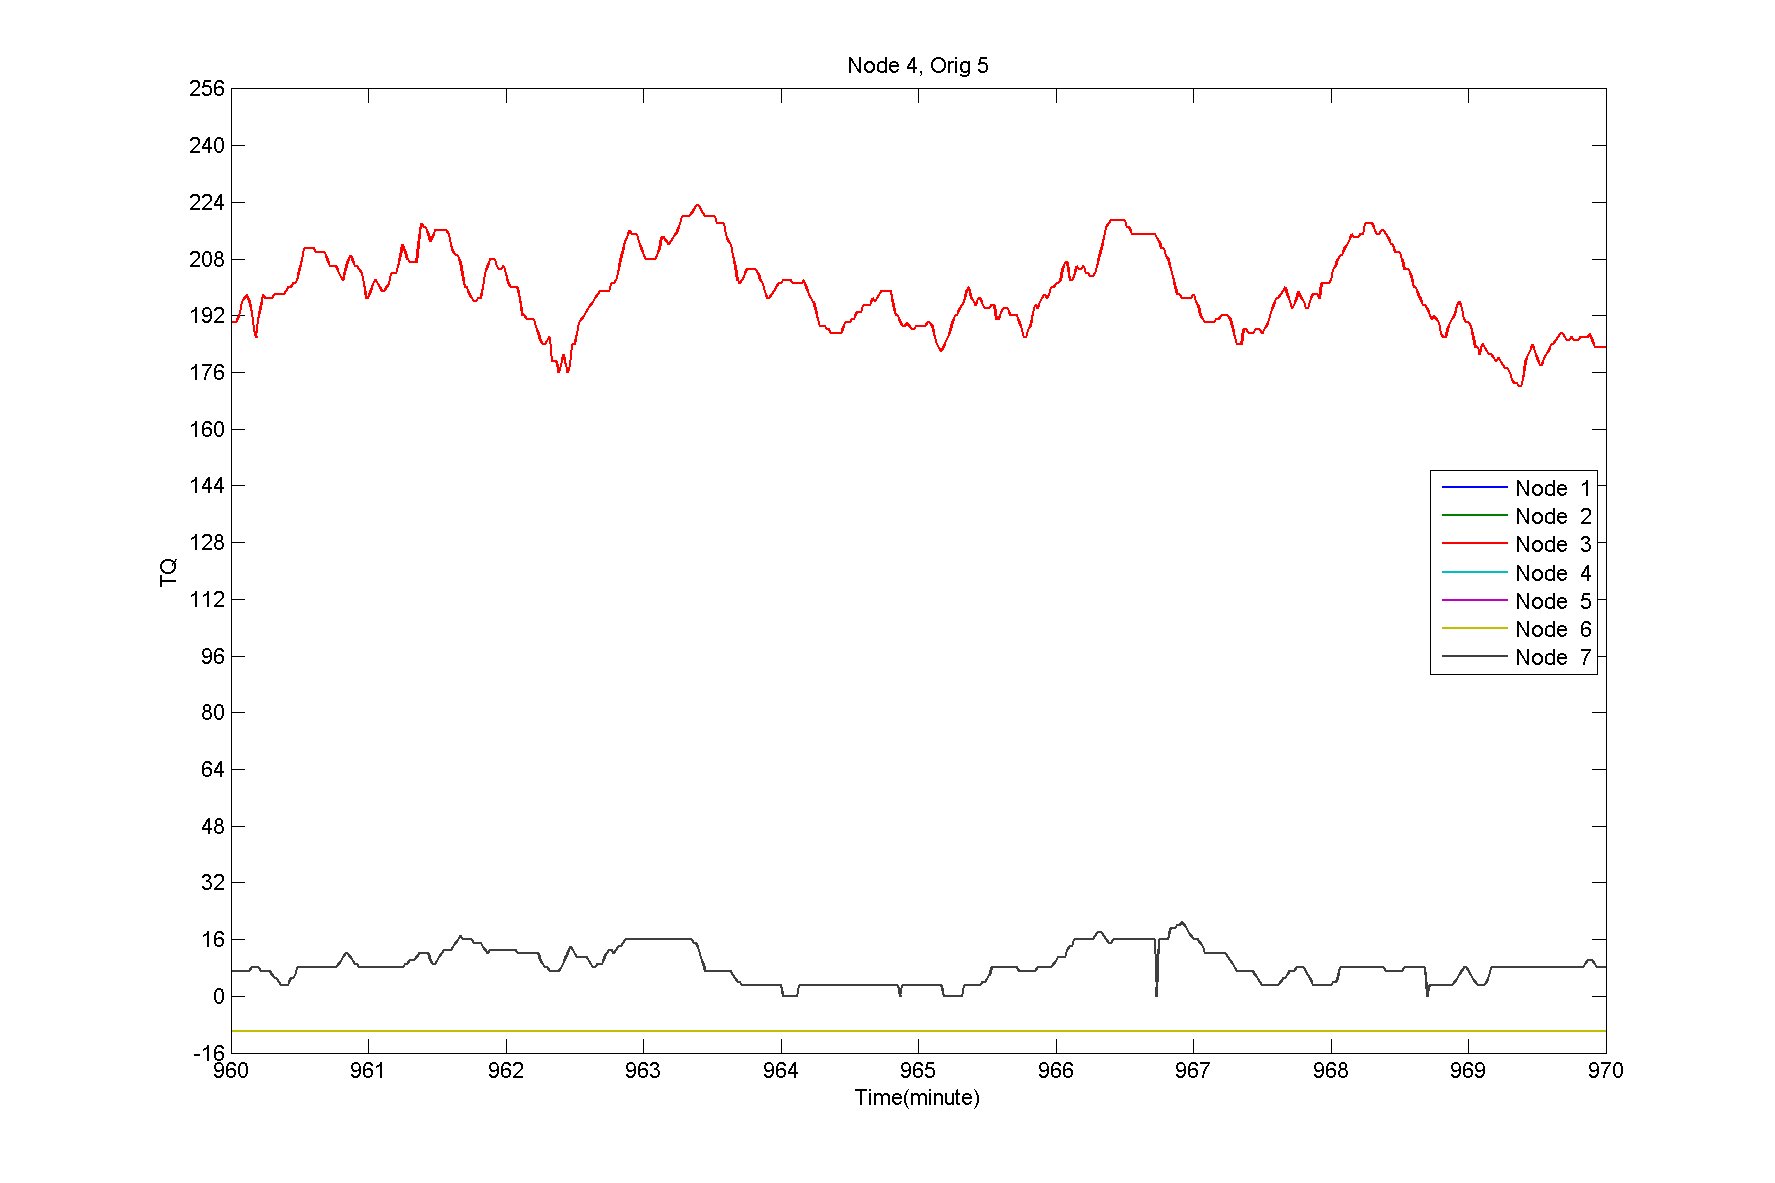 Node 4, Orig 5
256
240
224
208
192
176
160
144
128
112
96
80
64
48
32
16
0
-16
TQ
Node 1
Node 2
Node 3
Node 4
Node 5
Node 6
Node 7
960 961 962 963 964 965 966 967 968 969 970
Time(minute)